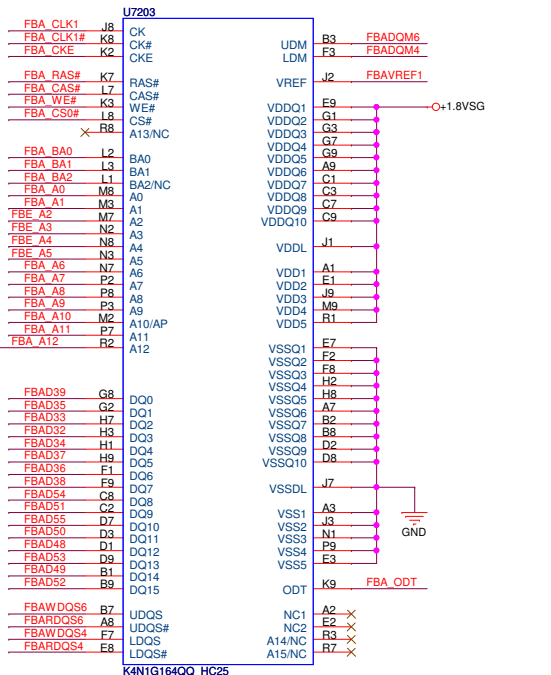 U7203
FBA_CLK1 J8 CK
FBA_CLK1# K8 CK# UDM B3 FBADQM6
FBA_CKE K2 CKE LDM F3 FBADQM4
FBA_RAS# K7 RAS# VREF J2 FBAVREF1
FBA_CAS# L7 CAS#
FBA_WE# K3 WE# VDDQ1 E9 +1.8VSG
FBA_CS0# L8 CS# VDDQ2 G1
R8 A13/NC VDDQ3 G3
VDDQ4 G7
FBA_BA0 L2 BA0 VDDQ5 G9
FBA_BA1 L3 BA1 VDDQ6 A9
FBA_BA2 L1 BA2/NC VDDQ7 C1
FBA_A0 M8 A0 VDDQ8 C3
FBA_A1 M3 A1 VDDQ9 C7
FBE_A2 M7 A2 VDDQ10 C9
FBE_A3 N2 A3
FBE_A4 N8 A4 VDDL J1
FBE_A5 N3 A5
FBA_A6 N7 A6 VDD1 A1
FBA_A7 P2 A7 VDD2 E1
FBA_A8 P8 A8 VDD3 J9
FBA_A9 P3 A9 VDD4 M9
FBA_A10 M2 A10/AP VDD5 R1
FBA_A11 P7 A11
FBA_A12 R2 A12 VSSQ1 E7
VSSQ2 F2
VSSQ3 F8
VSSQ4 H2
FBAD39 G8 DQ0 VSSQ5 H8
FBAD35 G2 DQ1 VSSQ6 A7
FBAD33 H7 DQ2 VSSQ7 B2
FBAD32 H3 DQ3 VSSQ8 B8
FBAD34 H1 DQ4 VSSQ9 D2
FBAD37 H9 DQ5 VSSQ10 D8
FBAD36 F1 DQ6
FBAD38 F9 DQ7 VSSDL J7
FBAD54 C8 DQ8
FBAD51 C2 DQ9 VSS1 A3
FBAD55 D7 DQ10 VSS2 J3
FBAD50 D3 DQ11 VSS3 N1 GND
FBAD48 D1 DQ12 VSS4 P9
FBAD53 D9 DQ13 VSS5 E3
FBAD49 B1 DQ14
FBAD52 B9 DQ15 ODT K9 FBA_ODT
FBAWDQS6 B7 UDQS NC1 A2
FBARDQS6 A8 UDQS# NC2 E2
FBAWDQS4 F7 LDQS A14/NC R3
FBARDQS4 E8 LDQS# A15/NC R7
K4N1G164QQ_HC25